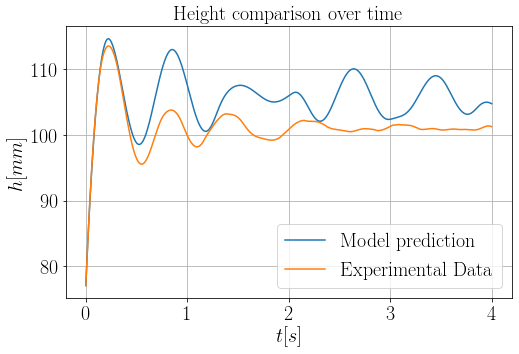 Height comparison over time
h[mm]
110
100
90
80
Model prediction
Experimental Data
0 1 2 3 4
t[s]